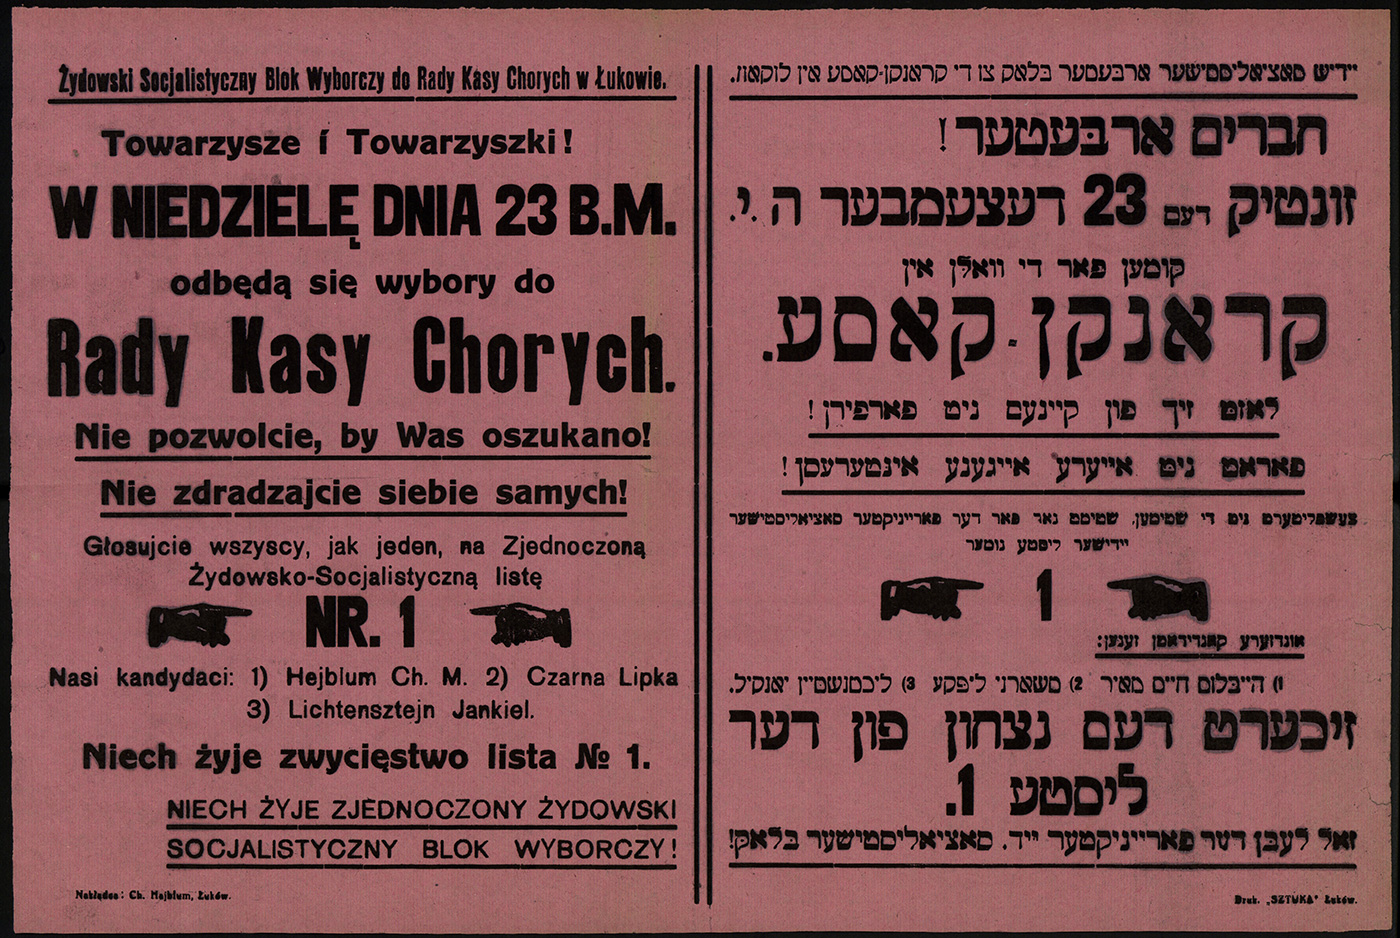 Żydowski Socjalistyczny Blok Wyborczy do Rady Kasy Chorych w Łukowie.
Towarzysze i Towarzyszki!
W NIEDZIELĘ DNIA 23 B.M.
odbędą się wybory do
Rady Kasy Chorych.
Nie pozwolcie, by Was oszukano!
Nie zdradzajcie siebie samych!
Głosujcie wszyscy, jak jeden, na Zjednoczoną
Żydowsko-Socjalistyczną listę
NR. 1
Nasi kandydaci: 1) Hejblum Ch. M. 2) Czarna Lipka
3) Lichtensztejn Jankiel.
Niech żyje zwycięstwo lista № 1.
NIECH ŻYJE ZJEDNOCZONY ŻYDOWSKI
SOCJALISTYCZNY BLOK WYBORCZY!
Nakładca: Ch. Hejblum, Łuków.
יידיש סאציאליסטישער ארבעטער בלאק צו די קראנקן-קאסע אין לוקאוו.
חברים ארבעטער!
זונטיק דעם 23 דעצעמבער ה. י.
קומען פאר די וואלן אין
קראנקן-קאסע.
לאזט זיך פון קיינעם ניט פארפירן!
פאראט ניט אייערע אייגענע אינטערעסן!
צעשפליטערט ניט די שטימען, שטימט נאר פאר דער פארייניקטער סאציאליסטישער
יידישער ליסטע נומער
1
אונדזערע קאנדידאטן זענען:
1) הייבלום חיים מאיר 2) טשארני ליפקע 3) ליכטנשטיין יאנקיל.
זיכערט דעם נצחון פון דער
ליסטע 1.
זאל לעבן דער פארייניקטער ייד. סאציאליסטישער בלאק!
Druk. „SZTUKA" Łuków.